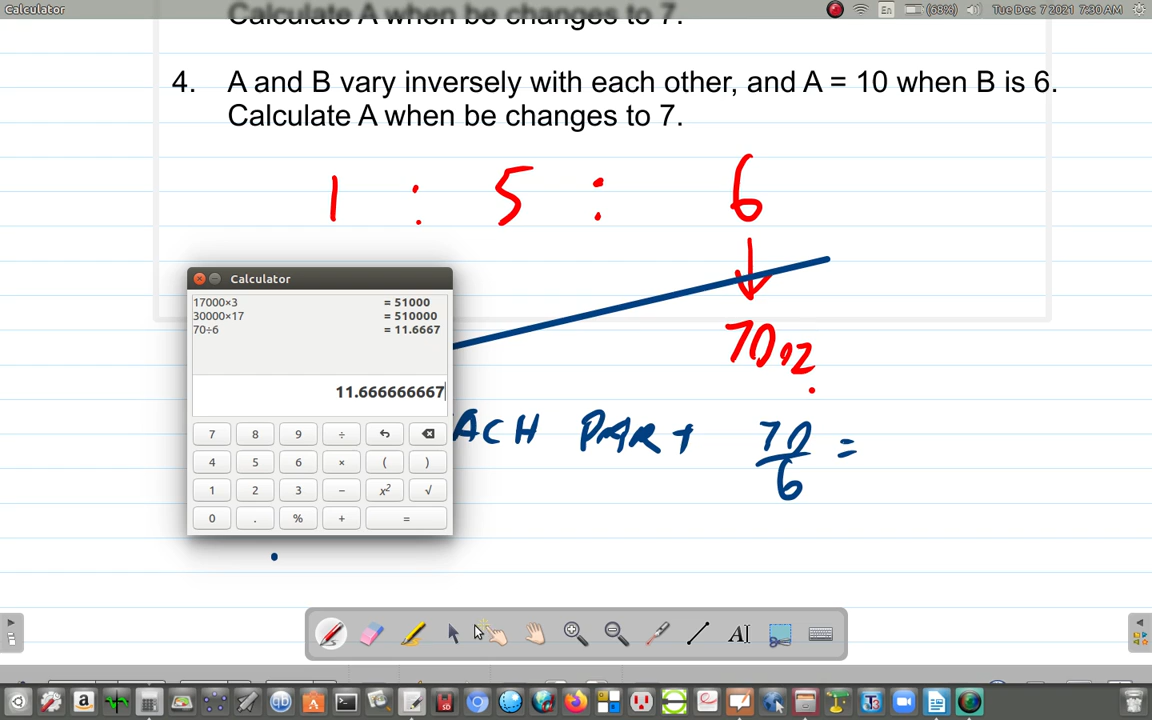 Calculator
En (68%) Tue Dec 7 2021 7:30 AM
Calculate A when be changes to 7.
4. A and B vary inversely with each other, and A = 10 when B is 6.
Calculate A when be changes to 7.
1 : 5 : 6
70oz
Calculator
17000×3 = 51000
30000×17 = 510000
70÷6 = 11.6667
11.666666667
ACH PART 70/6 =
7 8 9 ÷
4 5 6 × ( )
1 2 3 − x² √
0 . % + =
AI